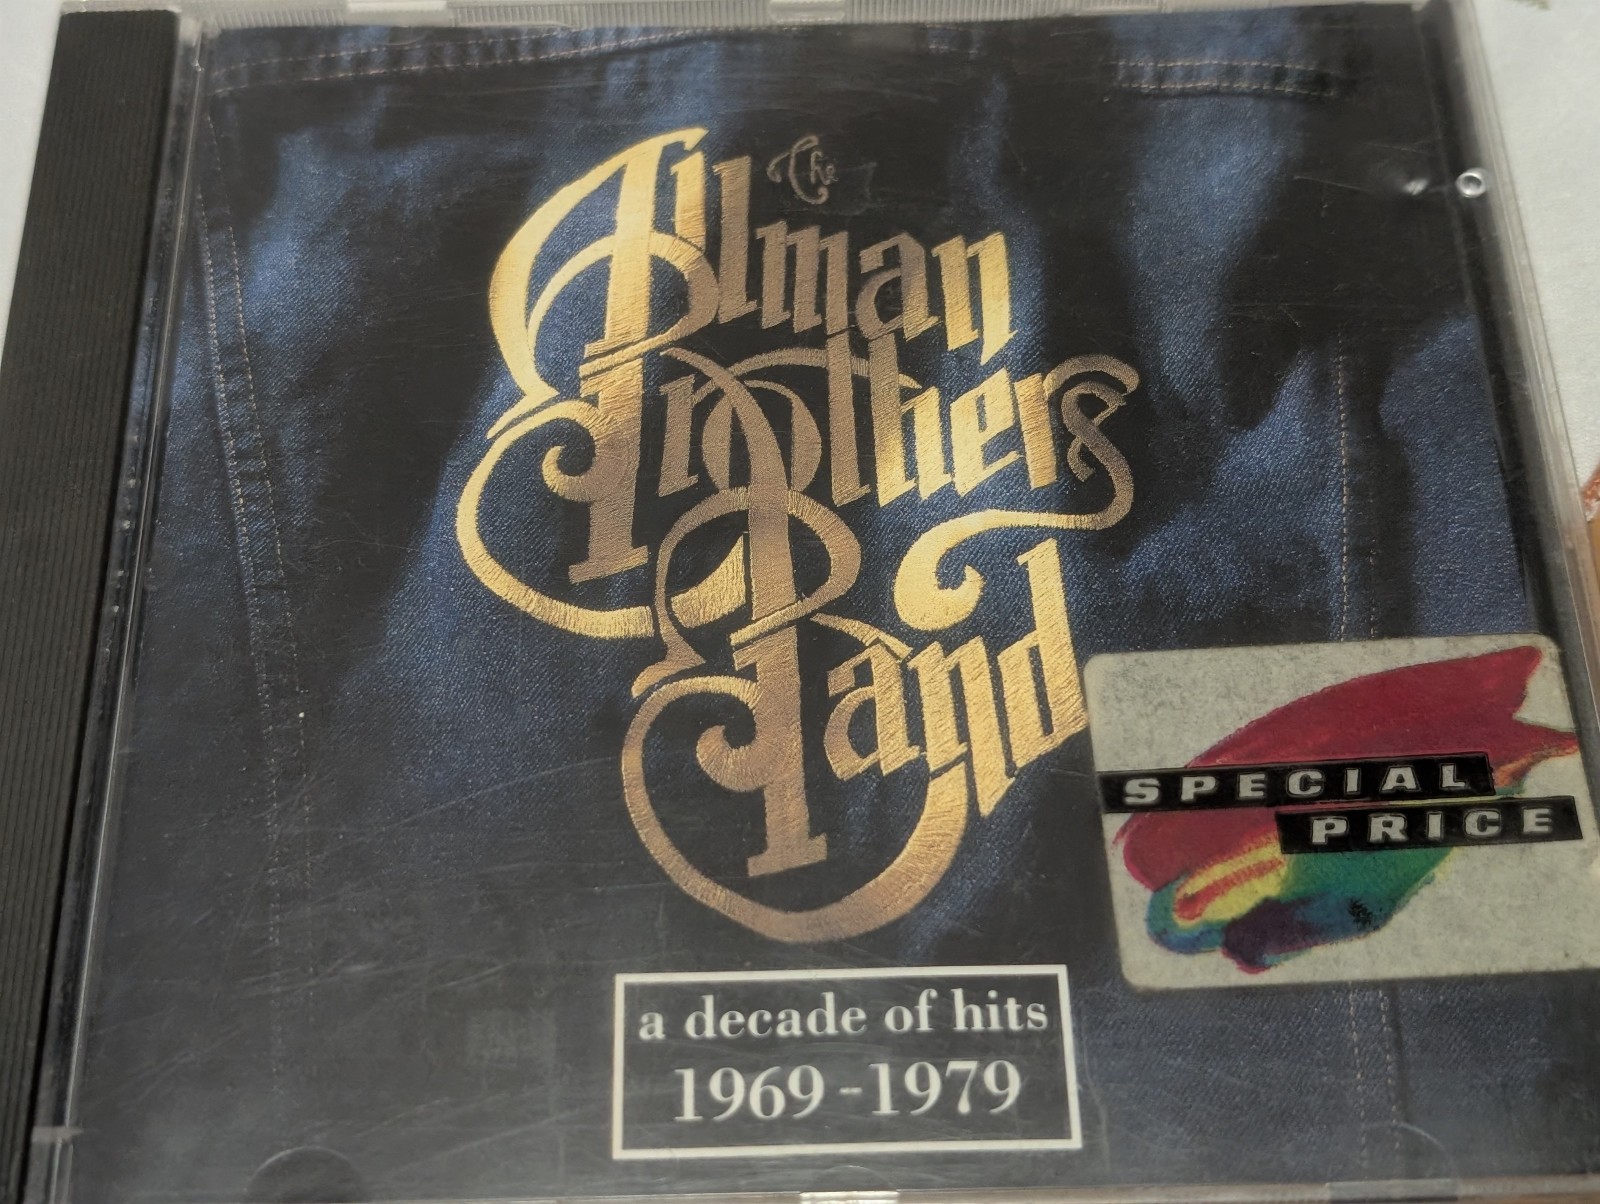 The
Allman
Brothers
Band
SPECIAL
PRICE
a decade of hits
1969-1979